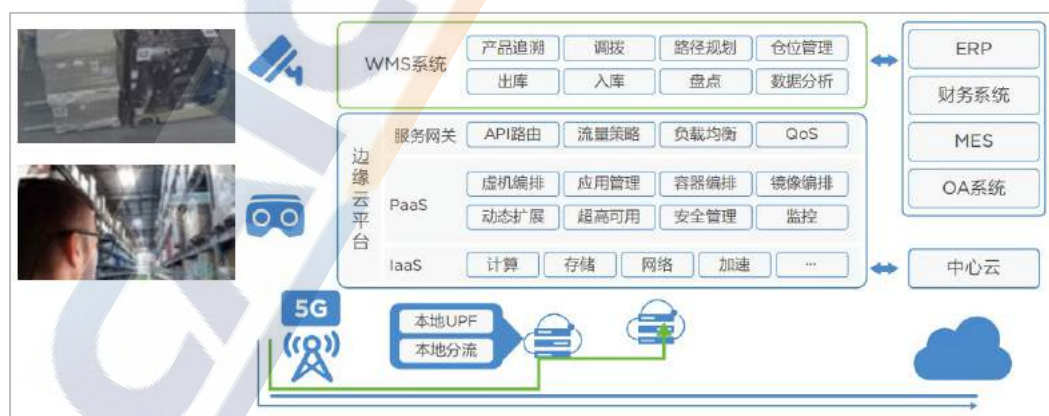 WMS系统
产品追溯 调拨 路径规划 仓位管理
出库 入库 盘点 数据分析
ERP
财务系统
MES
OA系统
边缘云平台
服务网关 API路由 流量策略 负载均衡 QoS
PaaS
虚机编排 应用管理 容器编排 镜像编排
动态扩展 超高可用 安全管理 监控
IaaS 计算 存储 网络 加速 ...
中心云
5G
本地UPF
本地分流